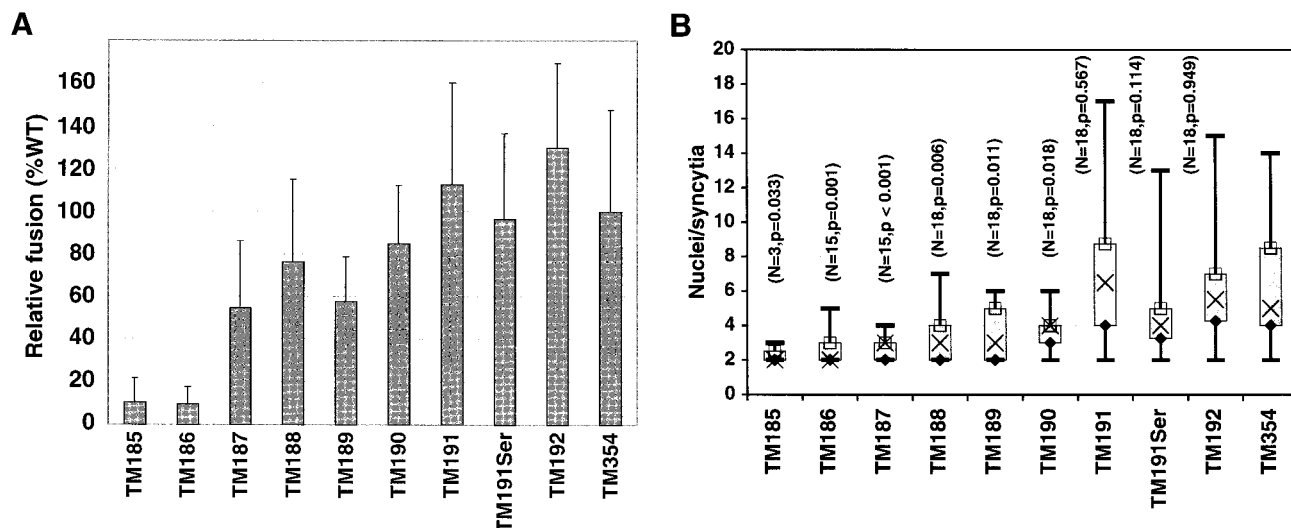 A
Relative fusion (%WT)
160
140
120
100
80
60
40
20
0
TM185
TM186
TM187
TM188
TM189
TM190
TM191
TM191Ser
TM192
TM354
B
Nuclei/syncytia
20
18
16
14
12
10
8
6
4
2
0
(N=3,p=0.033)
(N=15,p=0.001)
(N=15,p < 0.001)
(N=18,p=0.006)
(N=18,p=0.011)
(N=18,p=0.018)
(N=18,p=0.567)
(N=18,p=0.114)
(N=18,p=0.949)
TM185
TM186
TM187
TM188
TM189
TM190
TM191
TM191Ser
TM192
TM354